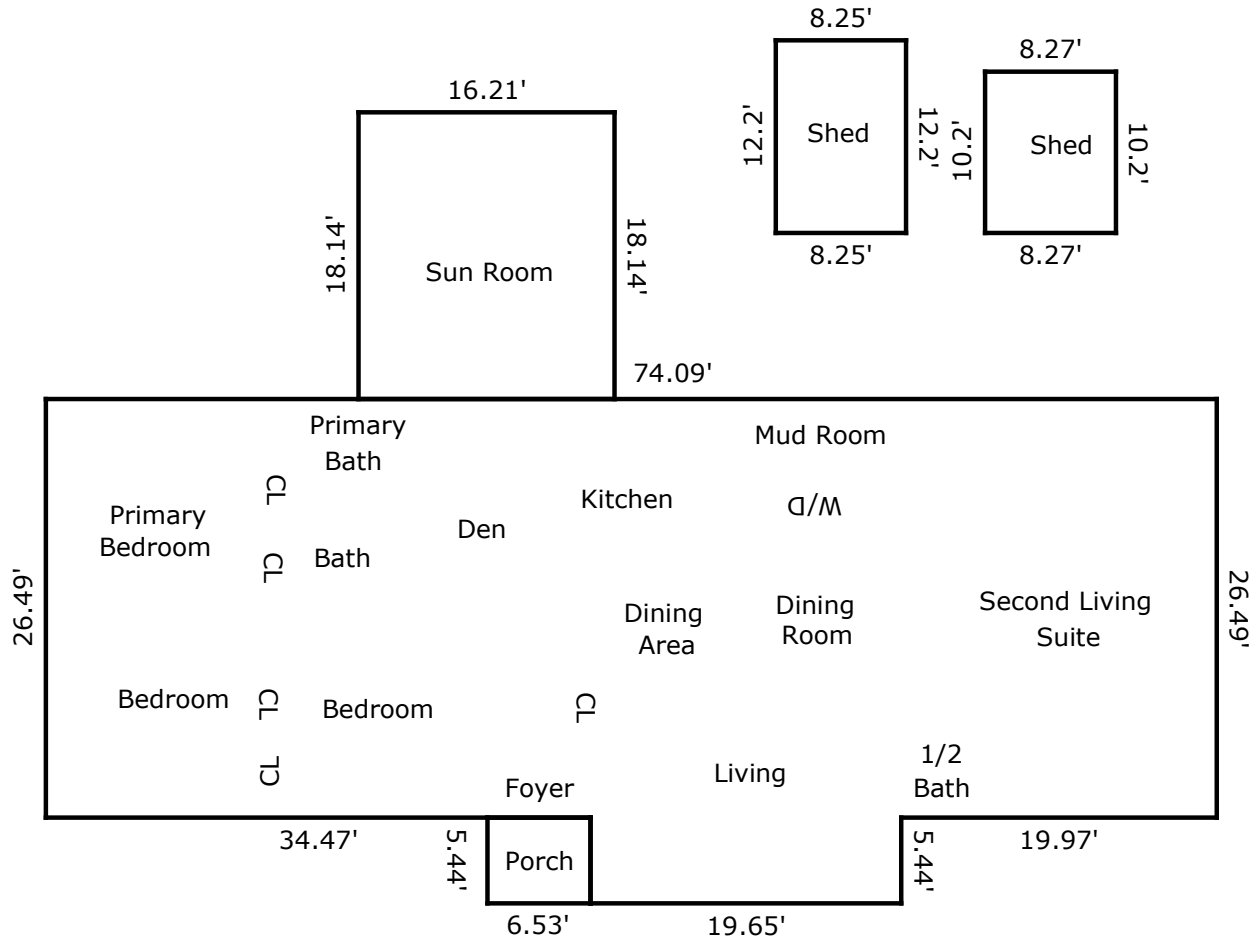 8.25'
8.27'
16.21'
12.2'
Shed
12.2'
10.2'
Shed
10.2'
18.14'
Sun Room
18.14'
8.25'
8.27'
74.09'
Primary
Bath
Mud Room
CL
Primary
Bedroom
Kitchen
W/D
Den
CL
Bath
26.49'
Dining
Area
Dining
Room
Second Living
Suite
26.49'
Bedroom
CL
Bedroom
CL
CL
Foyer
Living
1/2
Bath
34.47'
5.44'
Porch
5.44'
19.97'
6.53'
19.65'